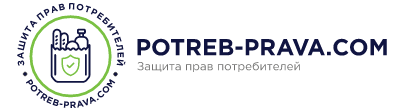 ЗАЩИТА ПРАВ ПОТРЕБИТЕЛЕЙ
POTREB-PRAVA.COM
POTREB-PRAVA.COM
Защита прав потребителей